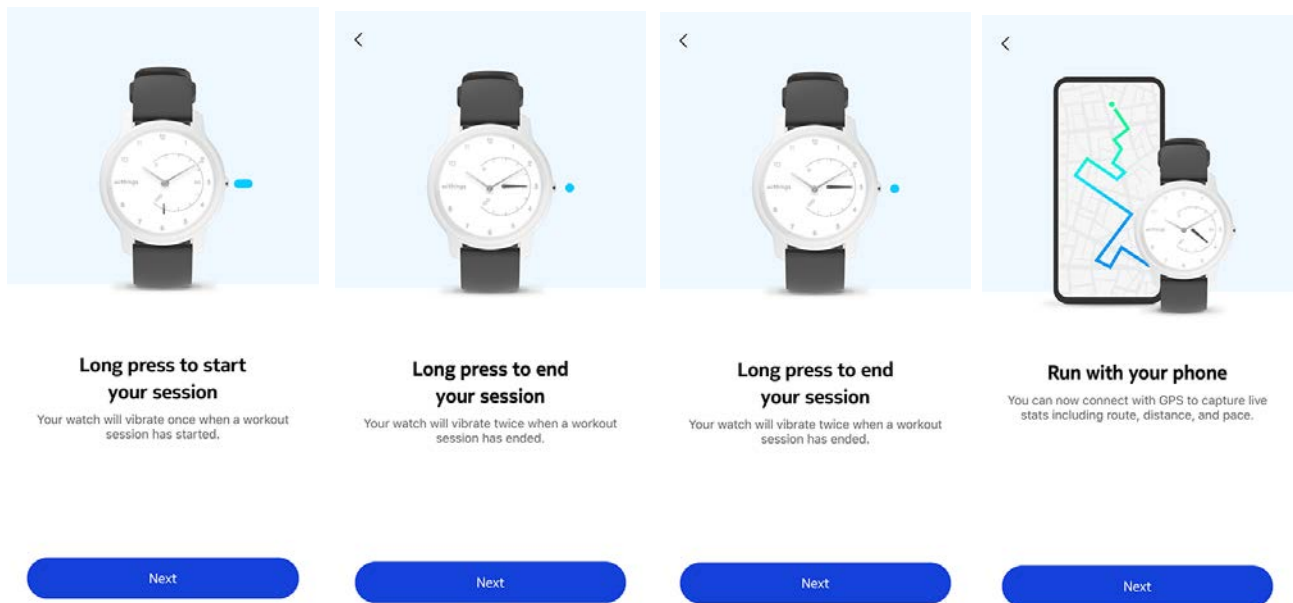 Long press to start
your session
Your watch will vibrate once when a workout
session has started.
Next
Long press to end
your session
Your watch will vibrate twice when a workout
session has ended.
Next
Long press to end
your session
Your watch will vibrate twice when a workout
session has ended.
Next
Run with your phone
You can now connect with GPS to capture live
stats including route, distance, and pace.
Next